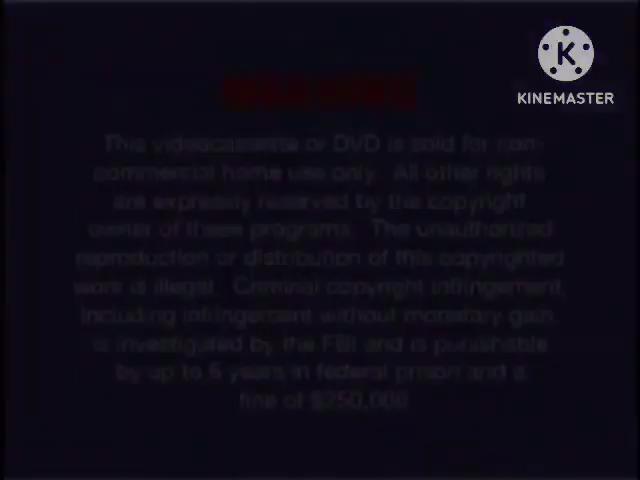 K
KINEMASTER
WARNING
This videocassette or DVD is sold for non-
commercial home use only. All other rights
are expressly reserved by the copyright
owner of these programs. The unauthorized
reproduction or distribution of this copyrighted
work is illegal. Criminal copyright infringement,
including infringement without monetary gain,
is investigated by the FBI and is punishable
by up to 5 years in federal prison and a
fine of $250,000